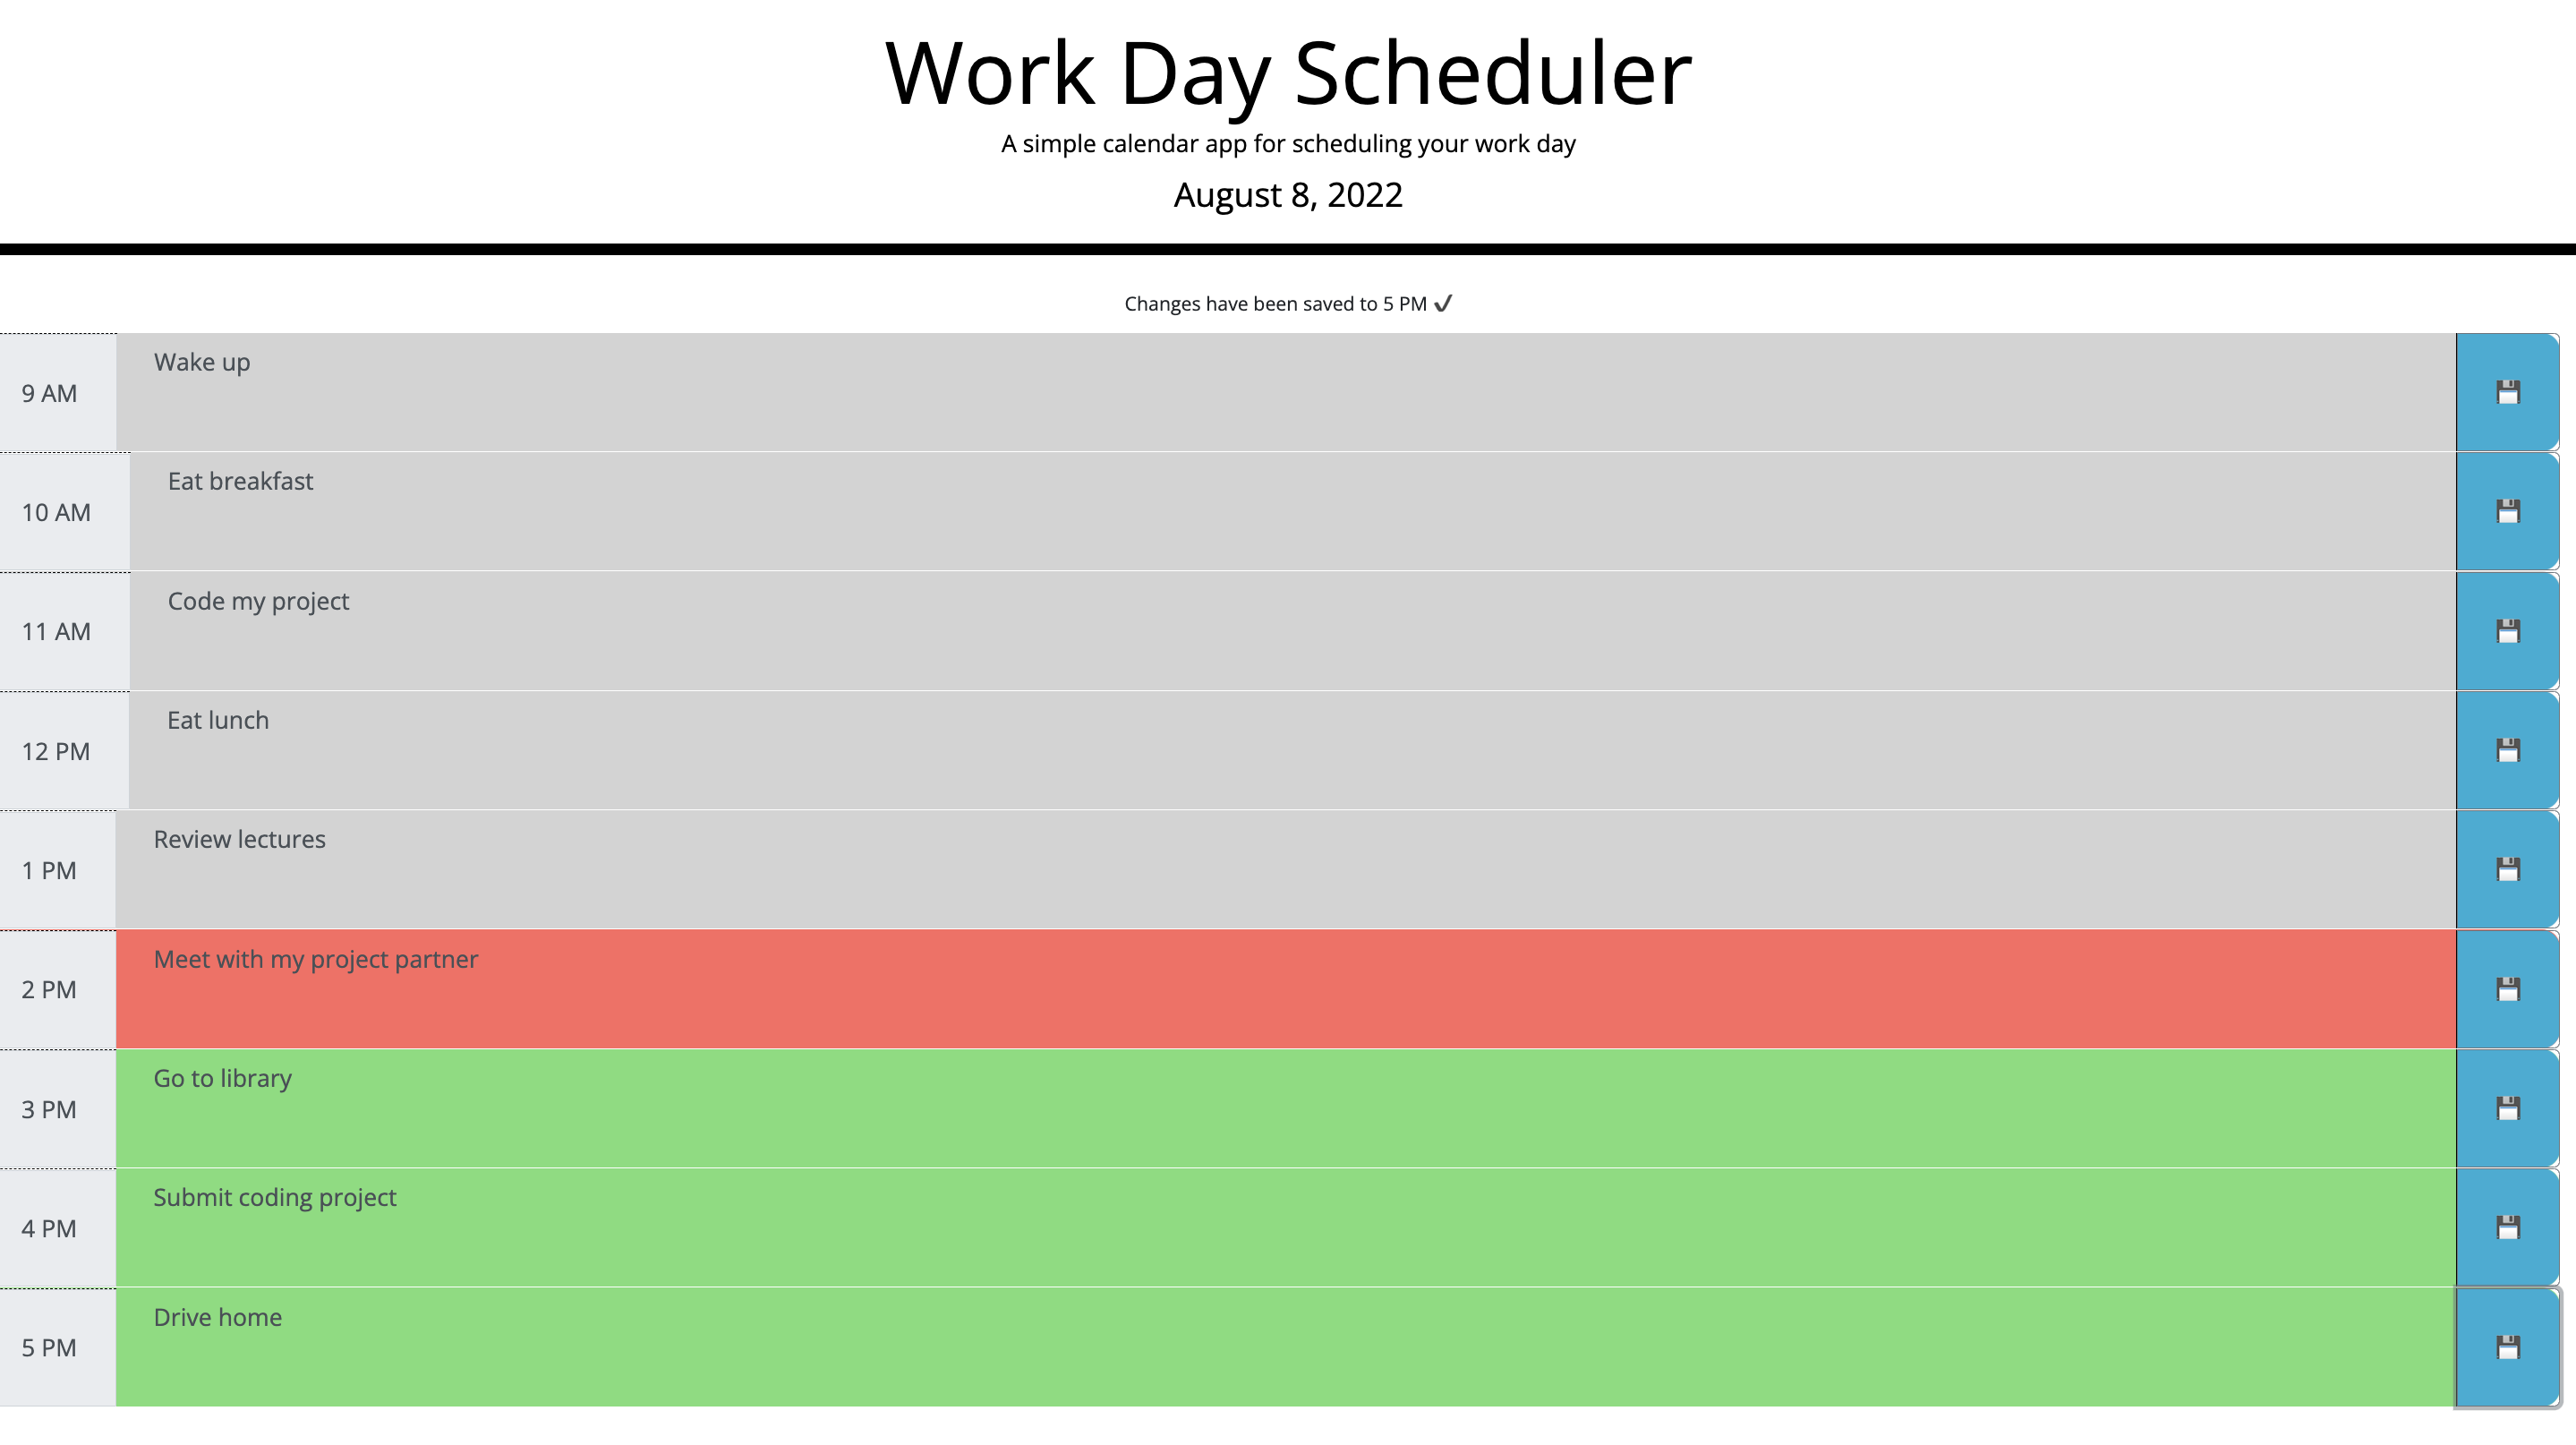 Work Day Scheduler
A simple calendar app for scheduling your work day
August 8, 2022
Changes have been saved to 5 PM ✔
9 AM Wake up
10 AM Eat breakfast
11 AM Code my project
12 PM Eat lunch
1 PM Review lectures
2 PM Meet with my project partner
3 PM Go to library
4 PM Submit coding project
5 PM Drive home